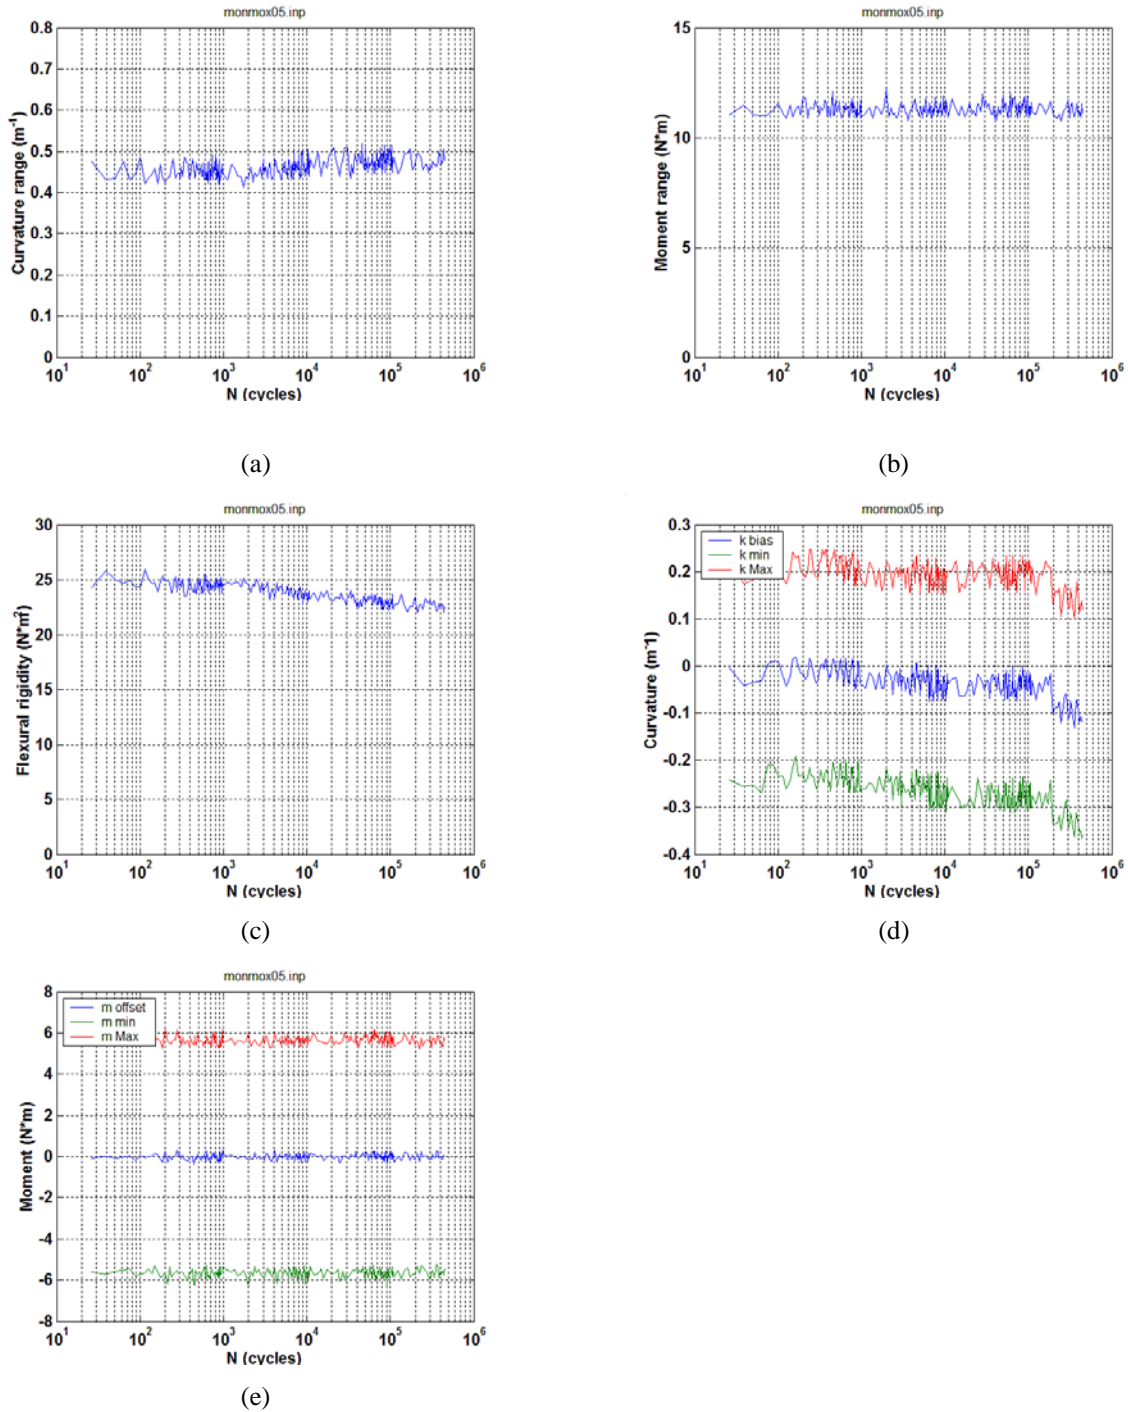 monmox05.inp
0.8
0.7
0.6
0.5
0.4
0.3
0.2
0.1
0
Curvature range (m⁻¹)
10¹ 10² 10³ 10⁴ 10⁵ 10⁶
N (cycles)
(a)
monmox05.inp
15
10
5
0
Moment range (N*m)
10¹ 10² 10³ 10⁴ 10⁵ 10⁶
N (cycles)
(b)
monmox05.inp
30
25
20
15
10
5
0
Flexural rigidity (N*m²)
10¹ 10² 10³ 10⁴ 10⁵ 10⁶
N (cycles)
(c)
monmox05.inp
k bias
k min
k Max
0.3
0.2
0.1
0
-0.1
-0.2
-0.3
-0.4
Curvature (m⁻¹)
10¹ 10² 10³ 10⁴ 10⁵ 10⁶
N (cycles)
(d)
monmox05.inp
m offset
m min
m Max
8
6
4
2
0
-2
-4
-6
-8
Moment (N*m)
10¹ 10² 10³ 10⁴ 10⁵ 10⁶
N (cycles)
(e)